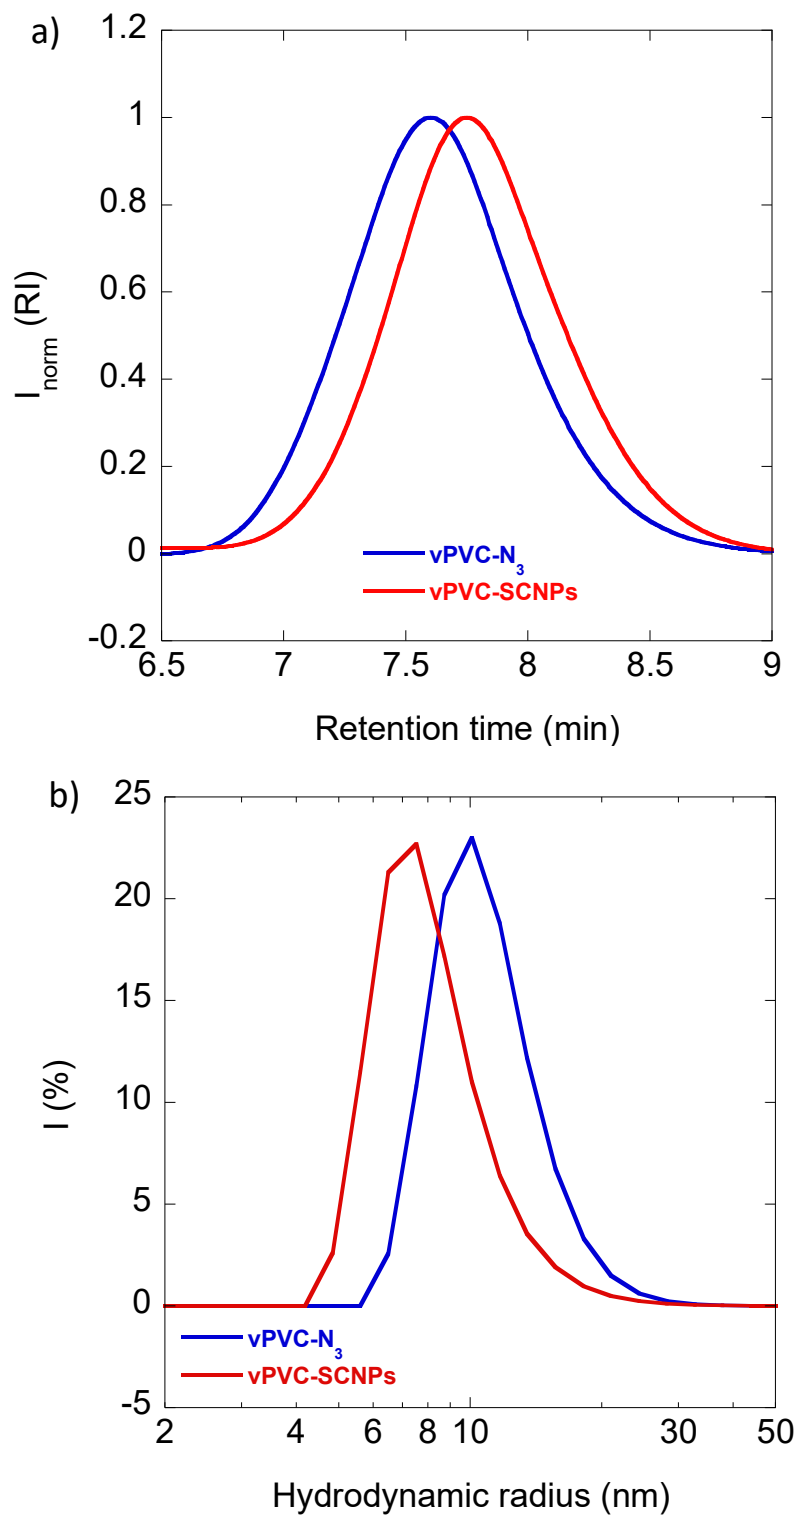 a)
1.2
1
0.8
0.6
0.4
0.2
0
-0.2
I_norm (RI)
vPVC-N₃
vPVC-SCNPs
6.5 7 7.5 8 8.5 9
Retention time (min)
b)
25
20
15
10
5
0
-5
I (%)
vPVC-N₃
vPVC-SCNPs
2 4 6 8 10 30 50
Hydrodynamic radius (nm)